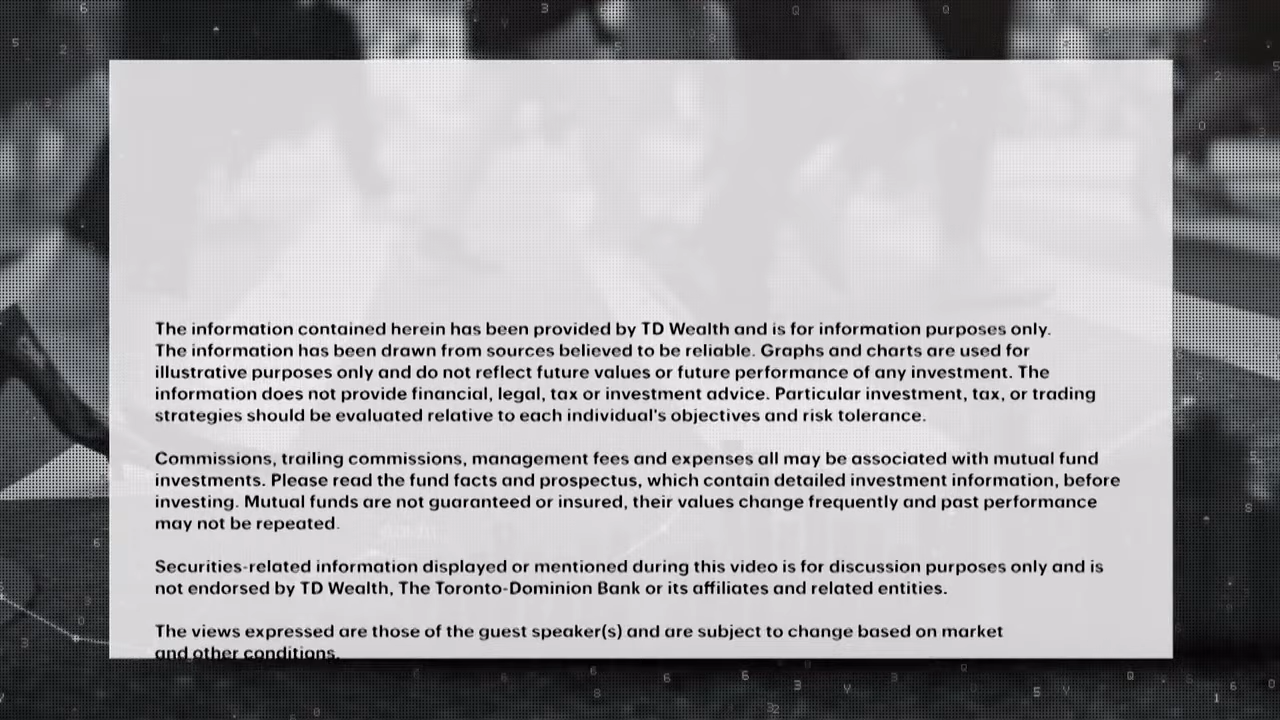 The information contained herein has been provided by TD Wealth and is for information purposes only.
The information has been drawn from sources believed to be reliable. Graphs and charts are used for
illustrative purposes only and do not reflect future values or future performance of any investment. The
information does not provide financial, legal, tax or investment advice. Particular investment, tax, or trading
strategies should be evaluated relative to each individual's objectives and risk tolerance.
Commissions, trailing commissions, management fees and expenses all may be associated with mutual fund
investments. Please read the fund facts and prospectus, which contain detailed investment information, before
investing. Mutual funds are not guaranteed or insured, their values change frequently and past performance
may not be repeated.
Securities-related information displayed or mentioned during this video is for discussion purposes only and is
not endorsed by TD Wealth, The Toronto-Dominion Bank or its affiliates and related entities.
The views expressed are those of the guest speaker(s) and are subject to change based on market
and other conditions.